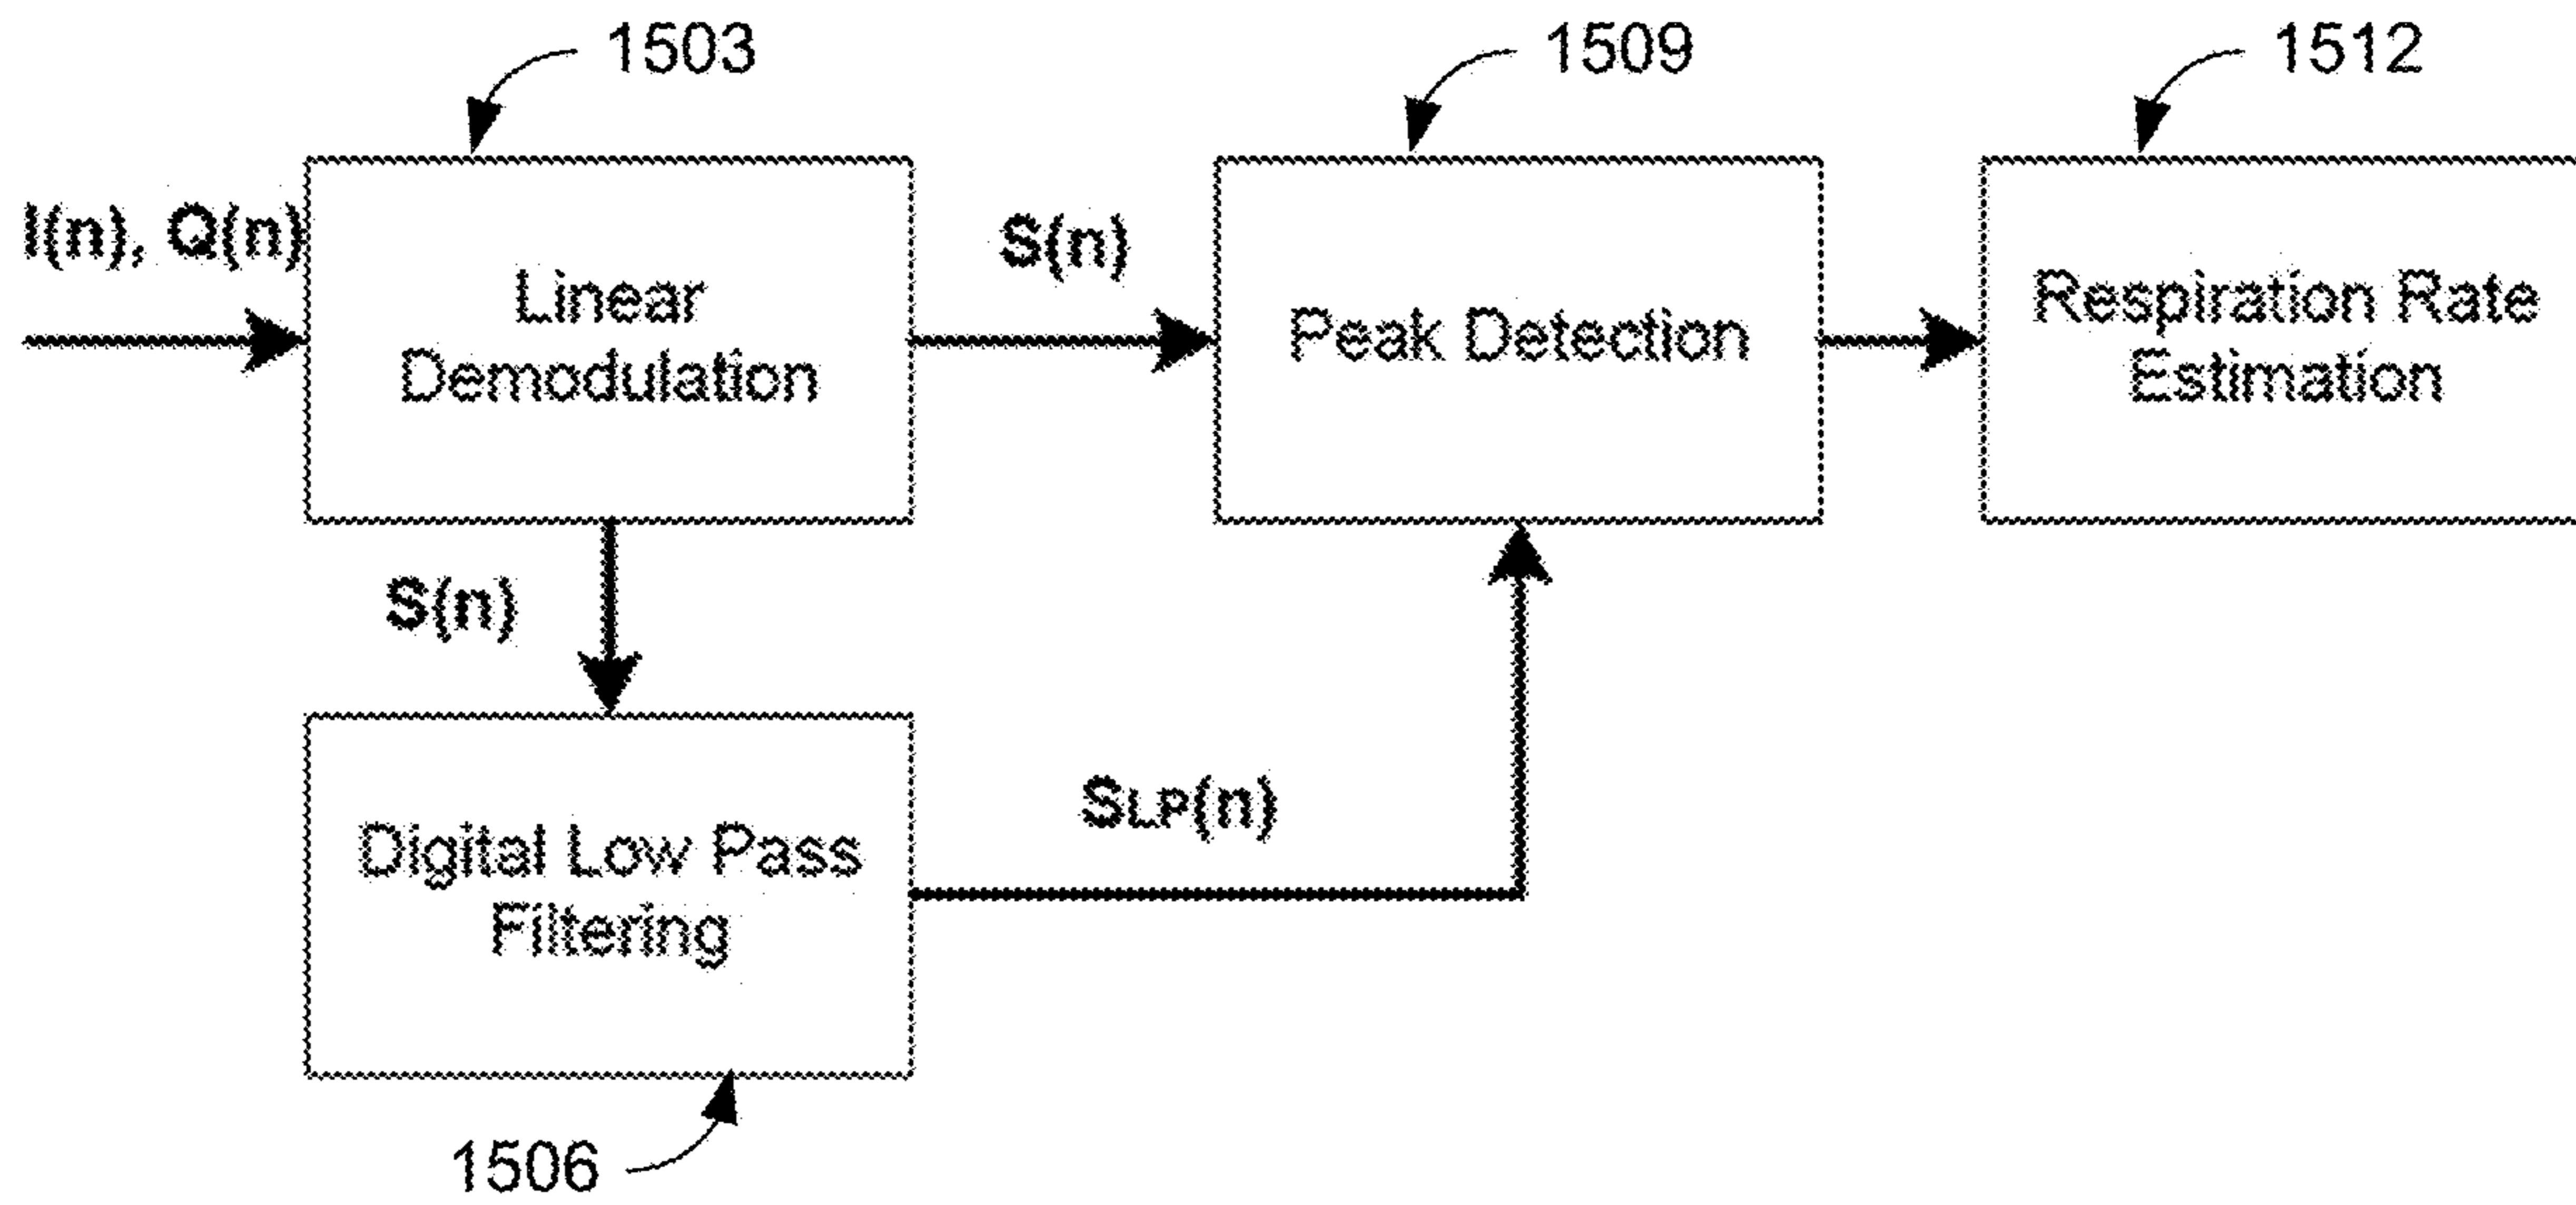 1503
1509
1512
I(n), Q(n)
Linear
Demodulation
S(n)
Peak Detection
Respiration Rate
Estimation
S(n)
Digital Low Pass
Filtering
SLP(n)
1506